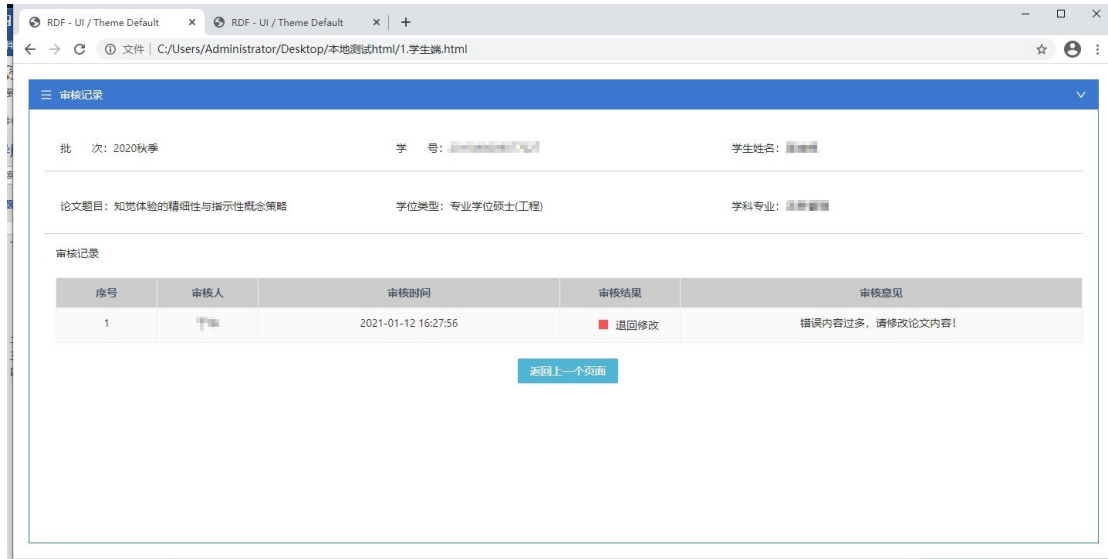 RDF - UI / Theme Default
RDF - UI / Theme Default
文件 C:/Users/Administrator/Desktop/本地测试html/1.学生端.html
审核记录
批 次：2020秋季 学 号： 学生姓名：
论文题目：知觉体验的精细性与指示性概念策略 学位类型：专业学位硕士(工程) 学科专业：
审核记录
序号 审核人 审核时间 审核结果 审核意见
1 2021-01-12 16:27:56 退回修改 错误内容过多，请修改论文内容！
返回上一个页面